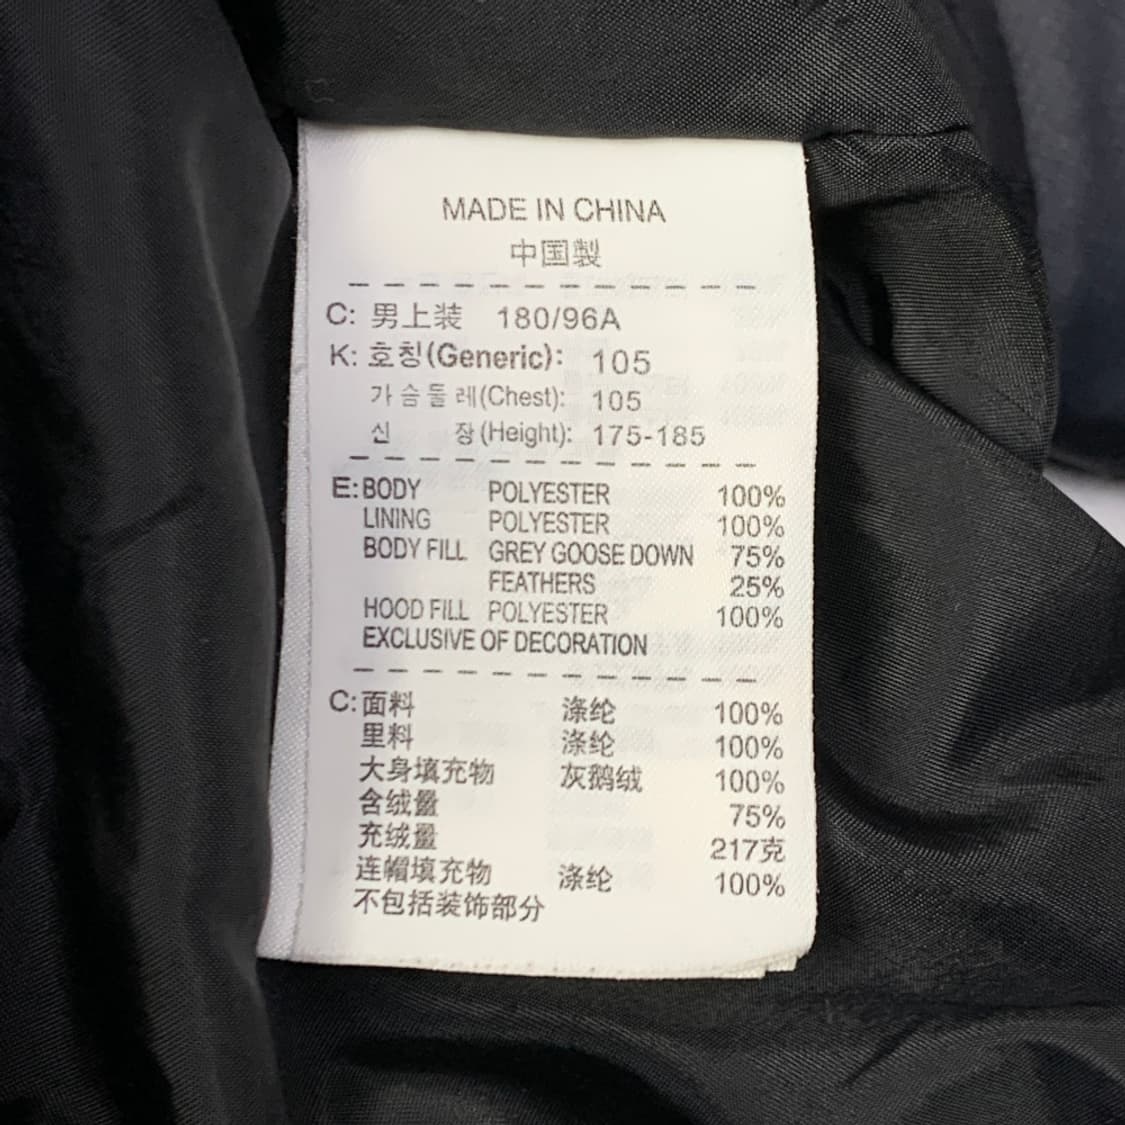 MADE IN CHINA
中国製
C: 男上装 180/96A
K: 호칭(Generic): 105
가슴둘레(Chest): 105
신 장(Height): 175-185
E: BODY POLYESTER 100%
LINING POLYESTER 100%
BODY FILL GREY GOOSE DOWN 75%
FEATHERS 25%
HOOD FILL POLYESTER 100%
EXCLUSIVE OF DECORATION
C: 面料 涤纶 100%
里料 涤纶 100%
大身填充物 灰鹅绒 100%
含绒量 75%
充绒量 217克
连帽填充物 涤纶 100%
不包括装饰部分